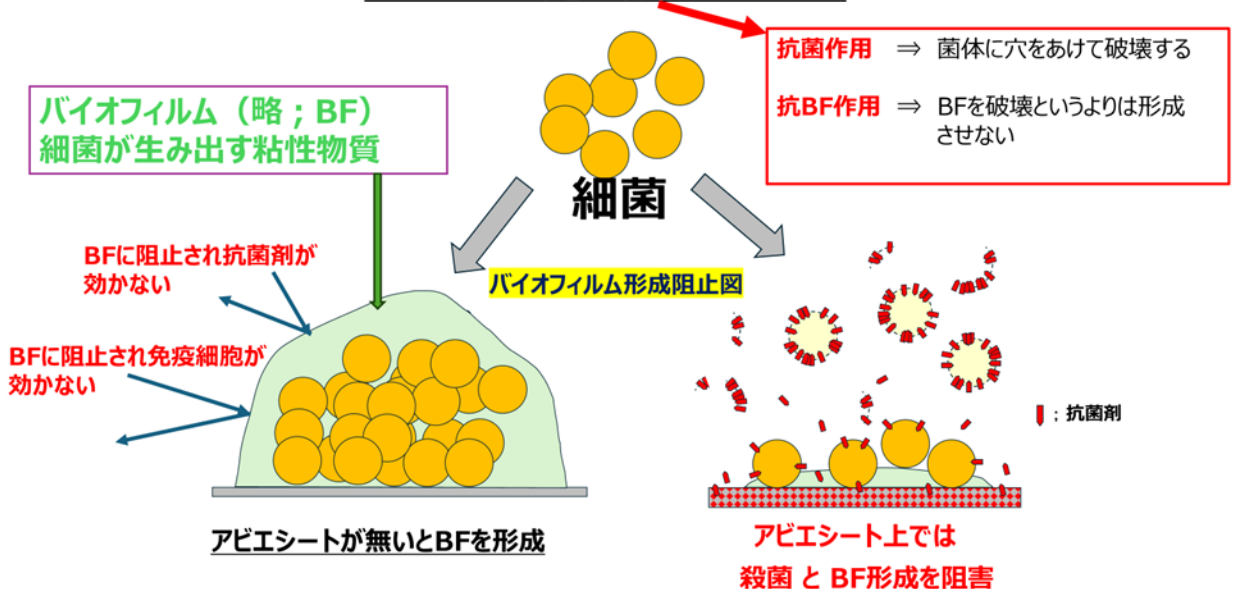 抗菌作用 ⇒ 菌体に穴をあけて破壊する
抗BF作用 ⇒ BFを破壊というよりは形成
させない
バイオフィルム（略；BF）
細菌が生み出す粘性物質
細菌
BFに阻止され抗菌剤が
効かない
バイオフィルム形成阻止図
BFに阻止され免疫細胞が
効かない
；抗菌剤
アビエシートが無いとBFを形成
アビエシート上では
殺菌 と BF形成を阻害